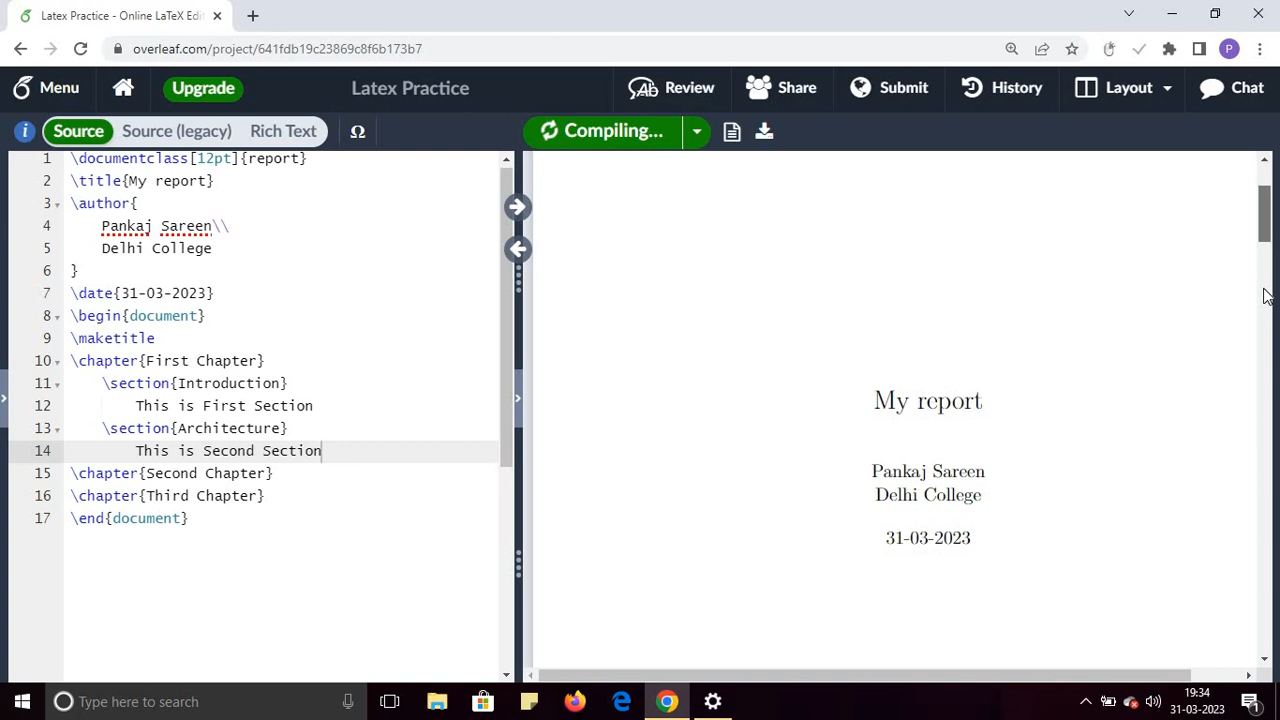 Latex Practice - Online LaTeX Edi
overleaf.com/project/641fdb19c23869c8f6b173b7
P
Menu
Upgrade
Latex Practice
Review
Share
Submit
History
Layout
Chat
Source
Source (legacy)
Rich Text
Ω
Compiling...
1 \documentclass[12pt]{report}
2 \title{My report}
3 \author{
4 Pankaj Sareen\\
5 Delhi College
6 }
7 \date{31-03-2023}
8 \begin{document}
9 \maketitle
10 \chapter{First Chapter}
11 \section{Introduction}
12 This is First Section
13 \section{Architecture}
14 This is Second Section
15 \chapter{Second Chapter}
16 \chapter{Third Chapter}
17 \end{document}
My report
Pankaj Sareen
Delhi College
31-03-2023
Type here to search
19:34
31-03-2023
1